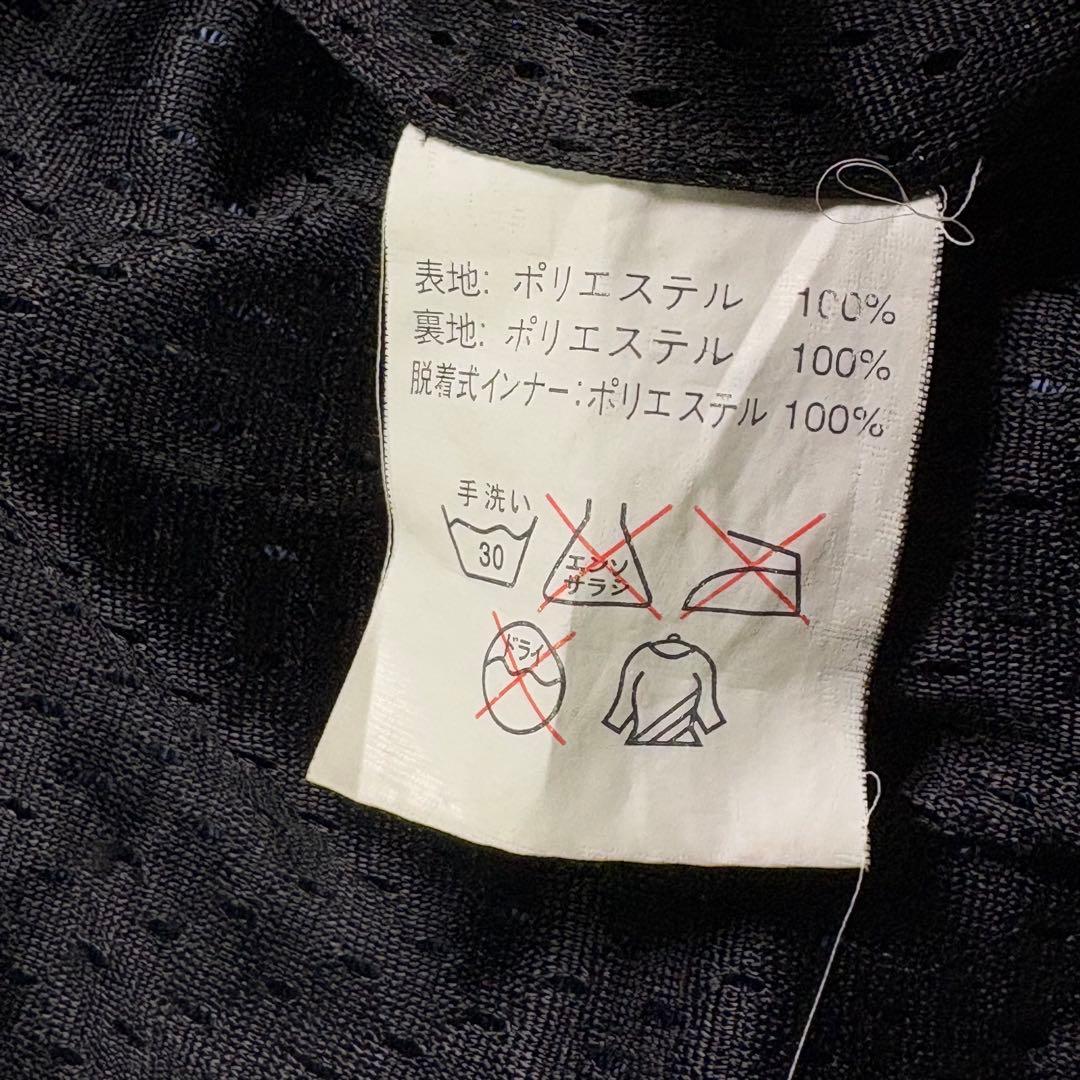 表地: ポリエステル 100%
裏地: ポリエステル 100%
脱着式インナー:ポリエステル 100%
手洗い
30
エンソ
サラシ
ドライ